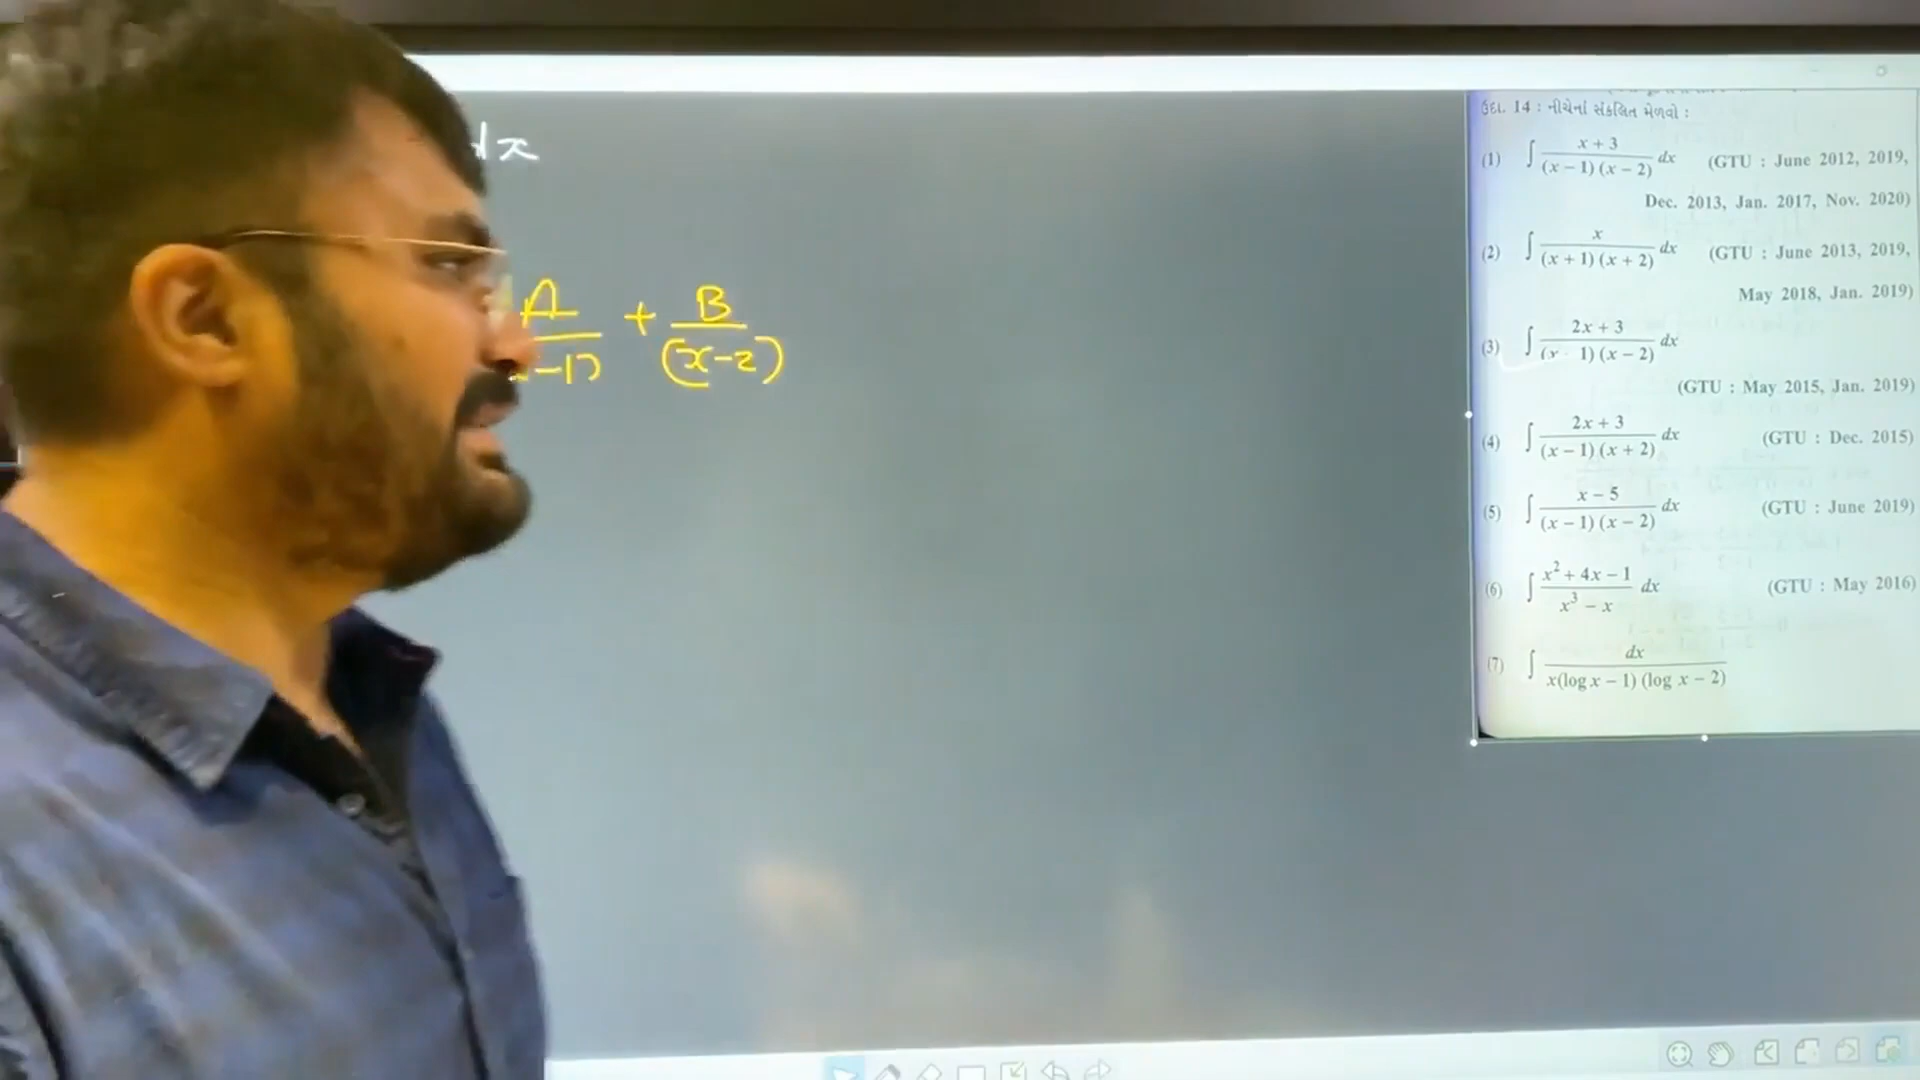 dx
A/(-1) + B/(x-2)
ઉદા. 14 : નીચેનાં સંકલિત મેળવો :
(1) ∫ (x + 3)/((x – 1) (x – 2)) dx (GTU : June 2012, 2019,
Dec. 2013, Jan. 2017, Nov. 2020)
(2) ∫ x/((x + 1) (x + 2)) dx (GTU : June 2013, 2019,
May 2018, Jan. 2019)
(3) ∫ (2x + 3)/((x - 1) (x – 2)) dx
(GTU : May 2015, Jan. 2019)
(4) ∫ (2x + 3)/((x – 1) (x + 2)) dx (GTU : Dec. 2015)
(5) ∫ (x – 5)/((x – 1) (x – 2)) dx (GTU : June 2019)
(6) ∫ (x² + 4x – 1)/(x³ – x) dx (GTU : May 2016)
(7) ∫ dx/(x(log x – 1) (log x – 2))